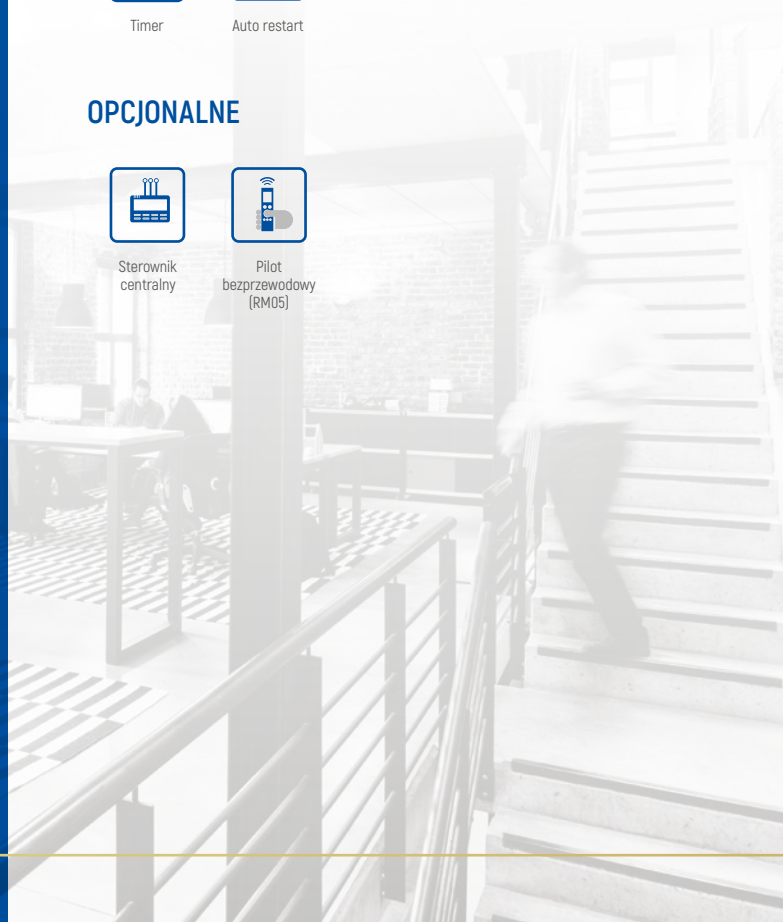 Timer
Auto restart
OPCJONALNE
Sterownik
centralny
Pilot
bezprzewodowy
(RM05)